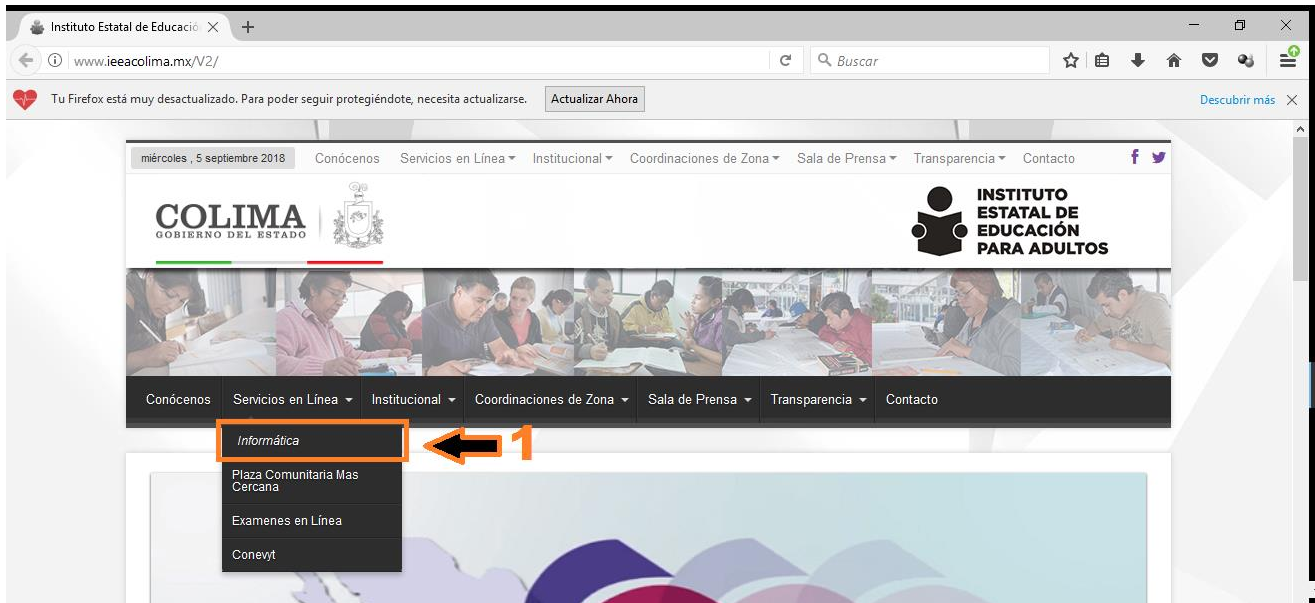 Instituto Estatal de Educació
www.ieeacolima.mx/V2/
Buscar
Tu Firefox está muy desactualizado. Para poder seguir protegiéndote, necesita actualizarse. Actualizar Ahora Descubrir más
miércoles , 5 septiembre 2018 Conócenos Servicios en Línea Institucional Coordinaciones de Zona Sala de Prensa Transparencia Contacto
COLIMA
GOBIERNO DEL ESTADO
INSTITUTO
ESTATAL DE
EDUCACIÓN
PARA ADULTOS
Conócenos Servicios en Línea Institucional Coordinaciones de Zona Sala de Prensa Transparencia Contacto
Informática
1
Plaza Comunitaria Mas
Cercana
Examenes en Línea
Conevyt